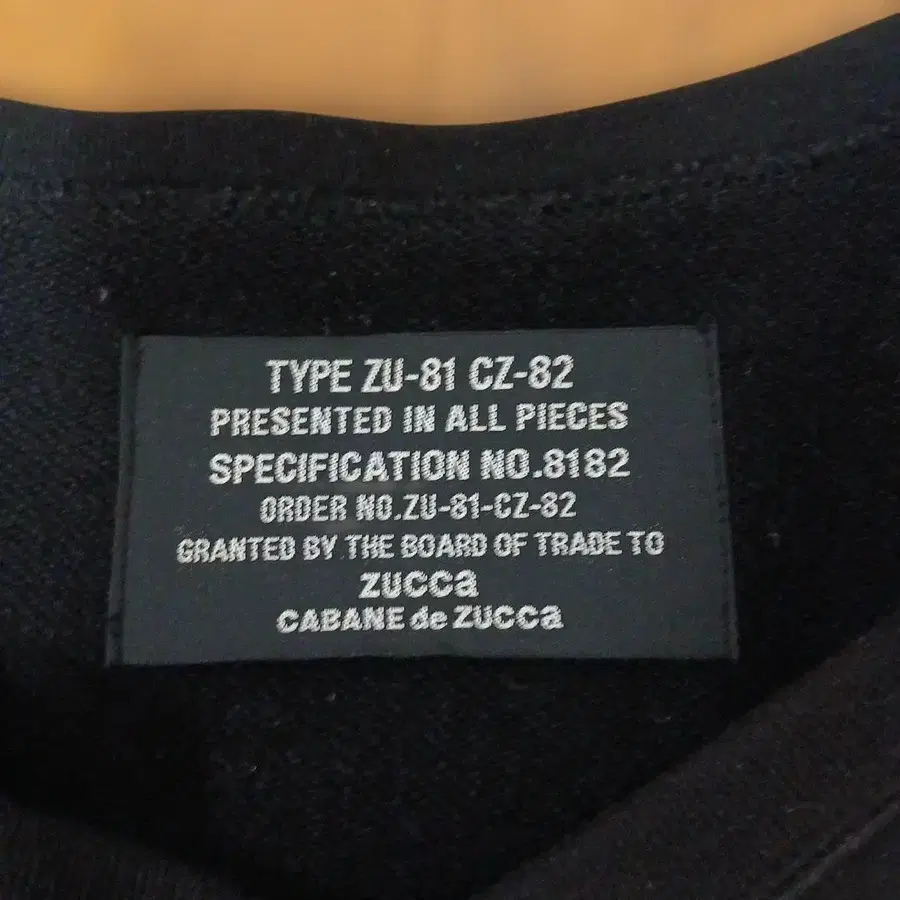 TYPE ZU-81 CZ-82
PRESENTED IN ALL PIECES
SPECIFICATION NO.8182
ORDER NO.ZU-81-CZ-82
GRANTED BY THE BOARD OF TRADE TO
ZUCCa
CABANE de ZUCCa